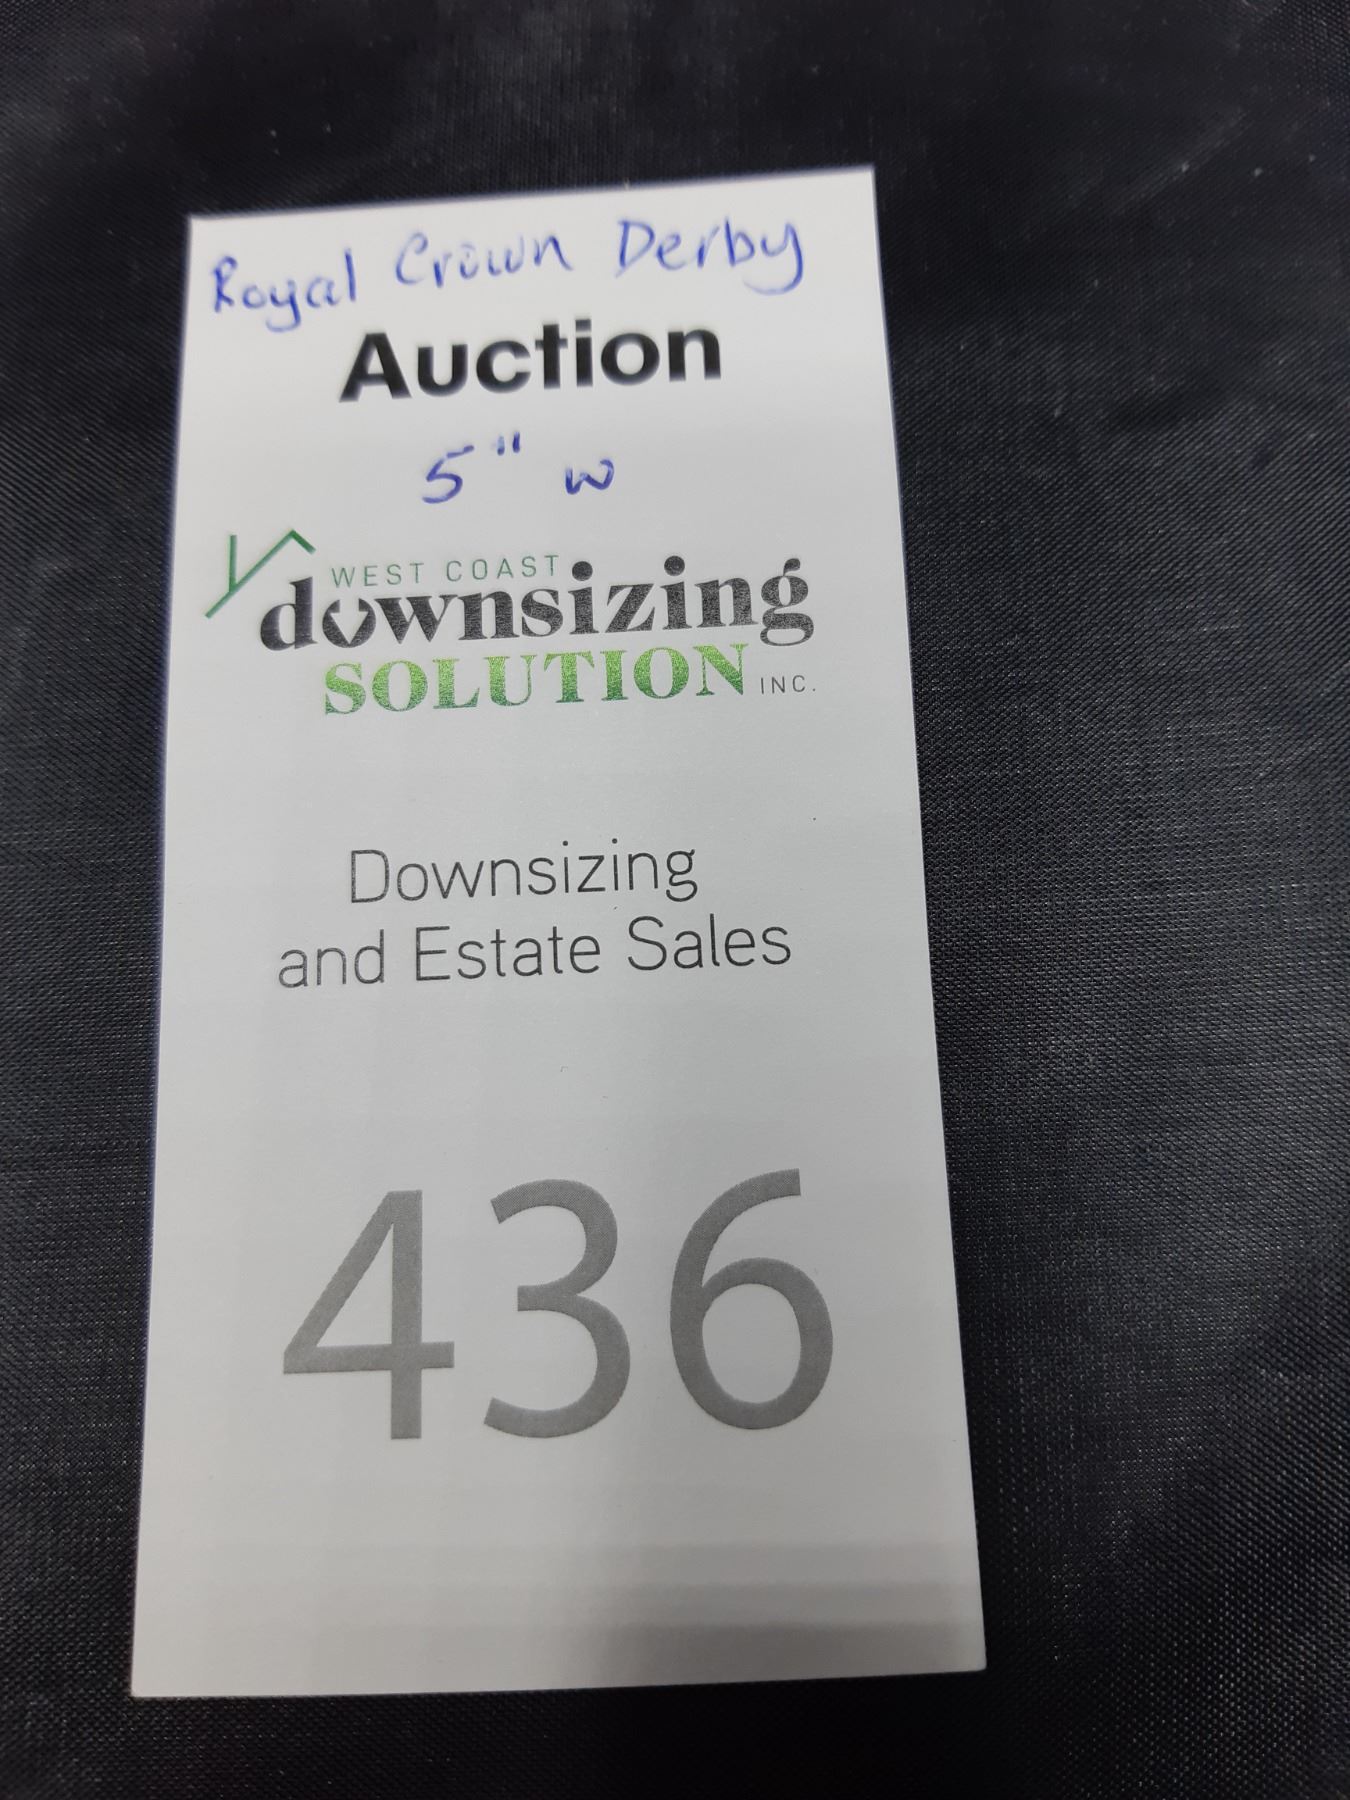 Royal Crown Derby
Auction
5" w
WEST COAST
downsizing
SOLUTION INC.
Downsizing
and Estate Sales
436